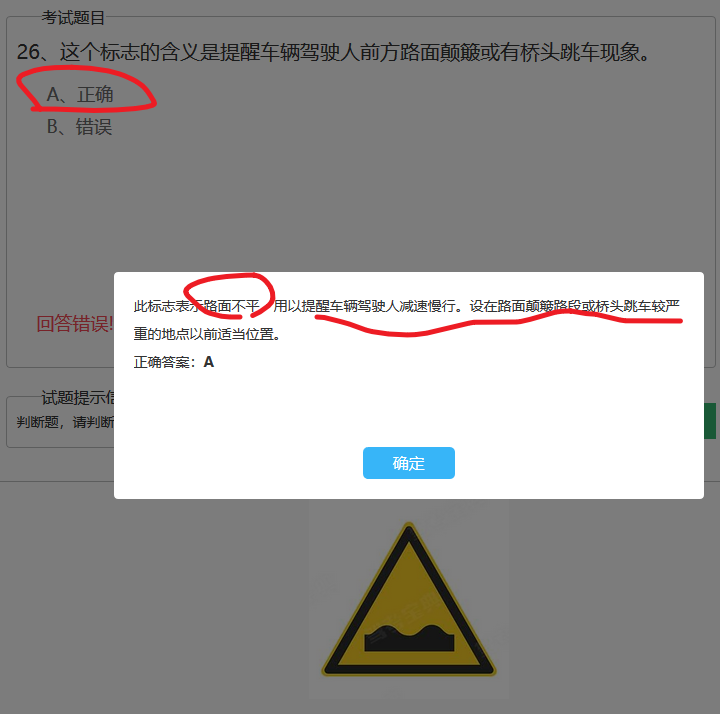 考试题目
26、这个标志的含义是提醒车辆驾驶人前方路面颠簸或有桥头跳车现象。
A、正确
B、错误
回答错误!
此标志表示路面不平，用以提醒车辆驾驶人减速慢行。设在路面颠簸路段或桥头跳车较严
重的地点以前适当位置。
正确答案：A
确定
试题提示信
判断题，请判断